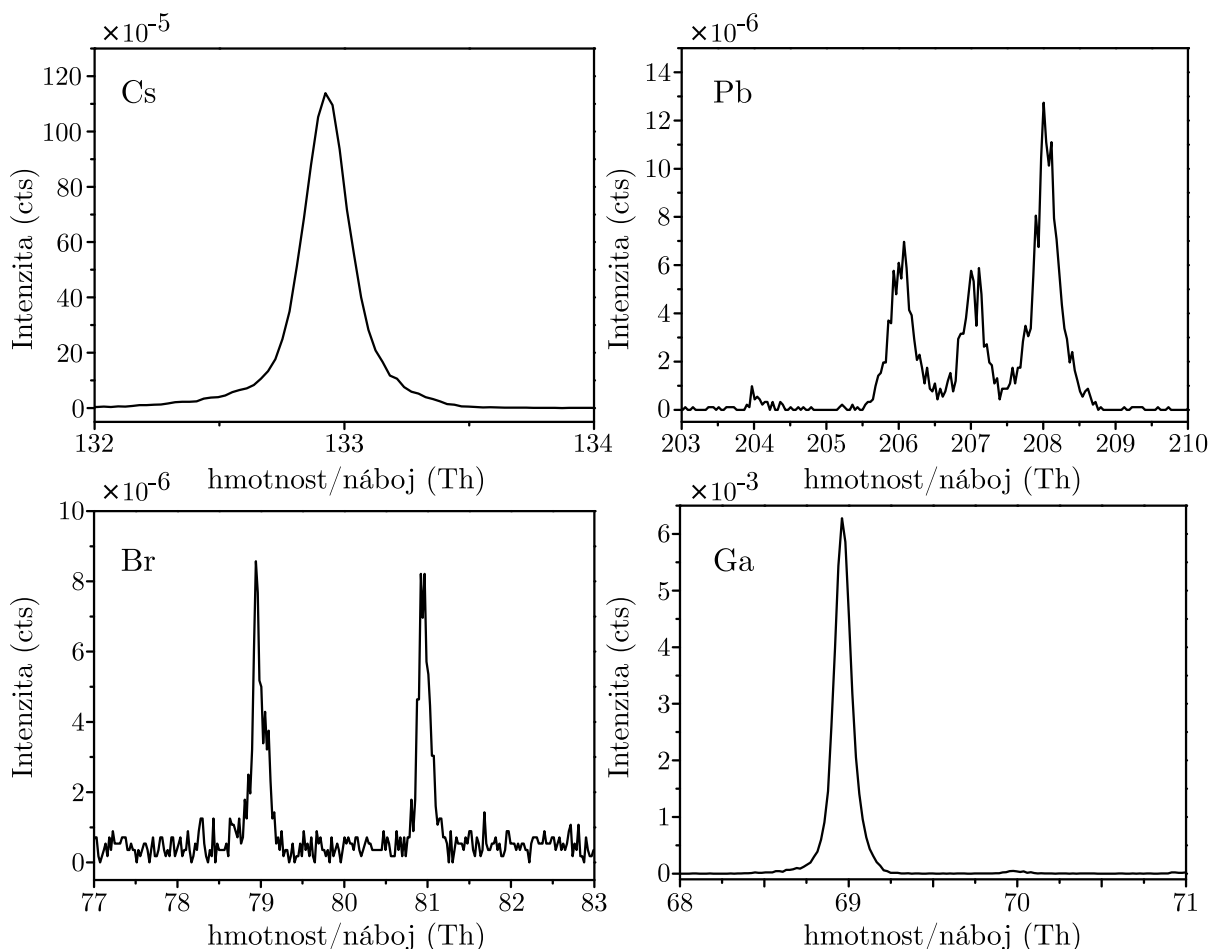 ×10⁻⁵
Cs
Intenzita (cts)
120
100
80
60
40
20
0
132 133 134
hmotnost/náboj (Th)
×10⁻⁶
Pb
Intenzita (cts)
14
12
10
8
6
4
2
0
203 204 205 206 207 208 209 210
hmotnost/náboj (Th)
×10⁻⁶
Br
Intenzita (cts)
10
8
6
4
2
0
77 78 79 80 81 82 83
hmotnost/náboj (Th)
×10⁻³
Ga
Intenzita (cts)
6
5
4
3
2
1
0
68 69 70 71
hmotnost/náboj (Th)